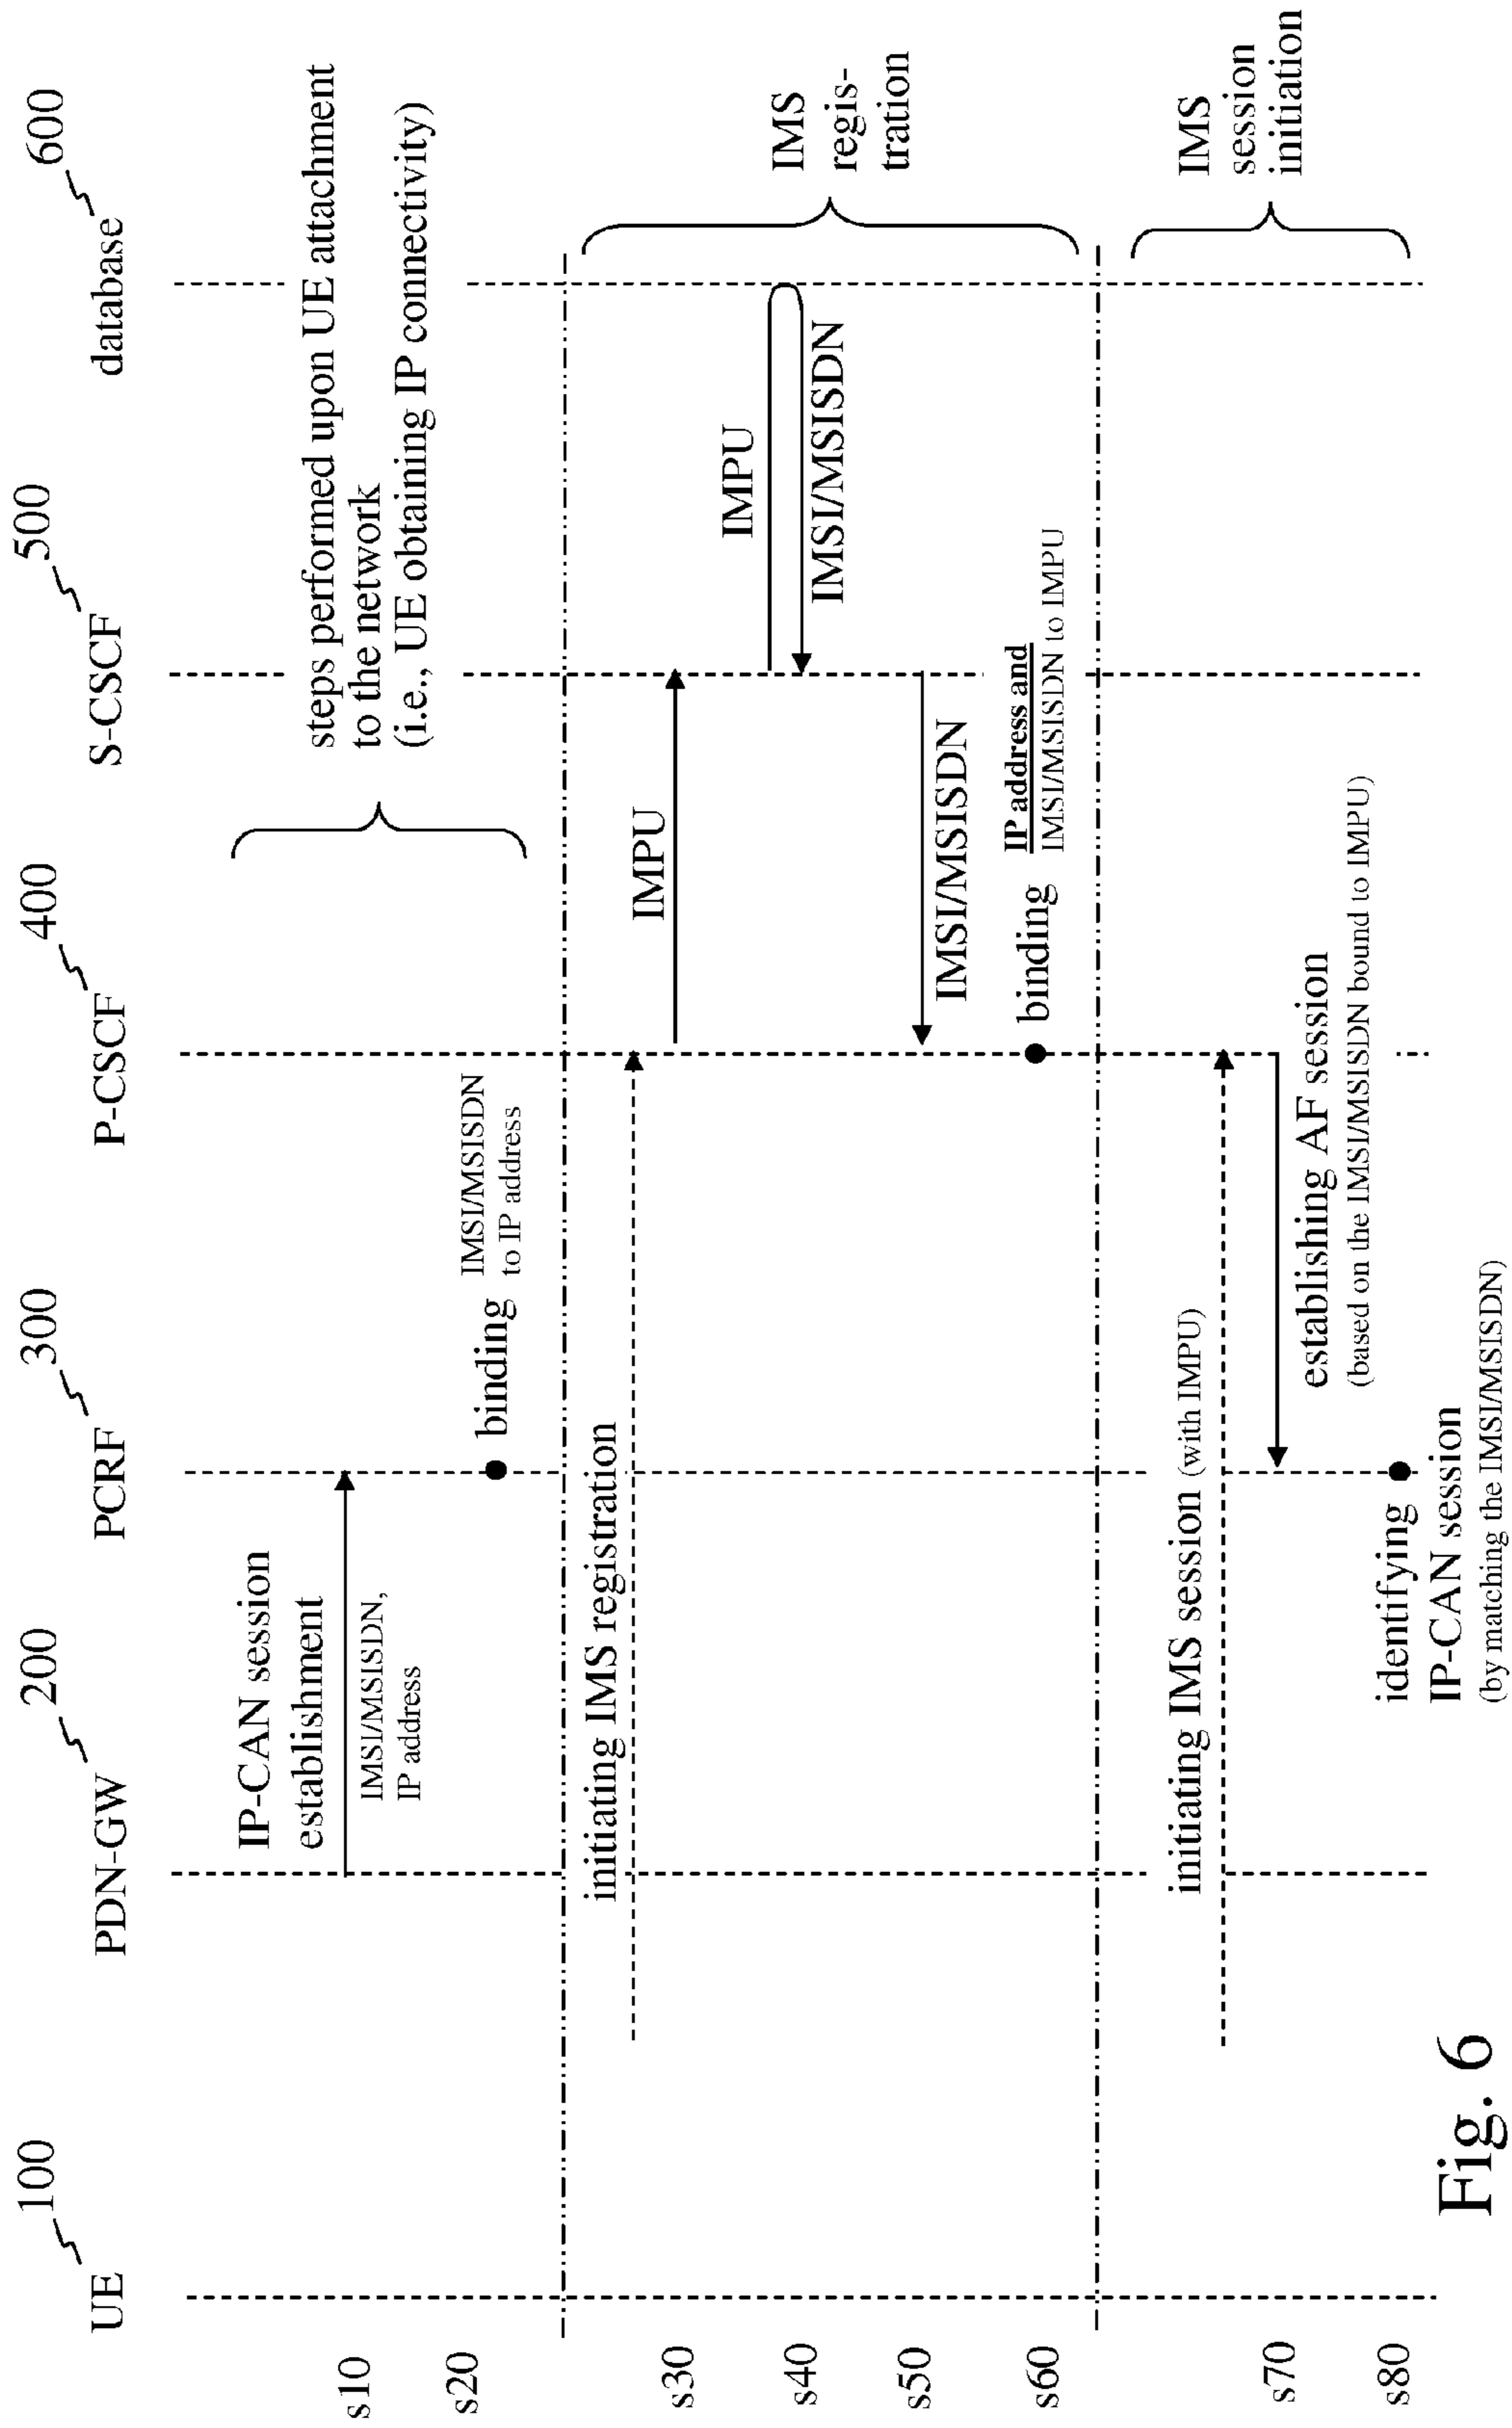 100
200
300
400
500
600
UE
PDN-GW
PCRF
P-CSCF
S-CSCF
database
s10
IP-CAN session
establishment
IMSI/MSISDN,
IP address
steps performed upon UE attachment
to the network
(i.e., UE obtaining IP connectivity)
s20
binding
IMSI/MSISDN
to IP address
initiating IMS registration
s30
IMPU
s40
IMPU
IMSI/MSISDN
IMS
regis-
tration
s50
IMSI/MSISDN
s60
binding
IP address and
IMSI/MSISDN to IMPU
initiating IMS session (with IMPU)
IMS
session
initiation
s70
establishing AF session
(based on the IMSI/MSISDN bound to IMPU)
s80
identifying
IP-CAN session
(by matching the IMSI/MSISDN)
Fig. 6